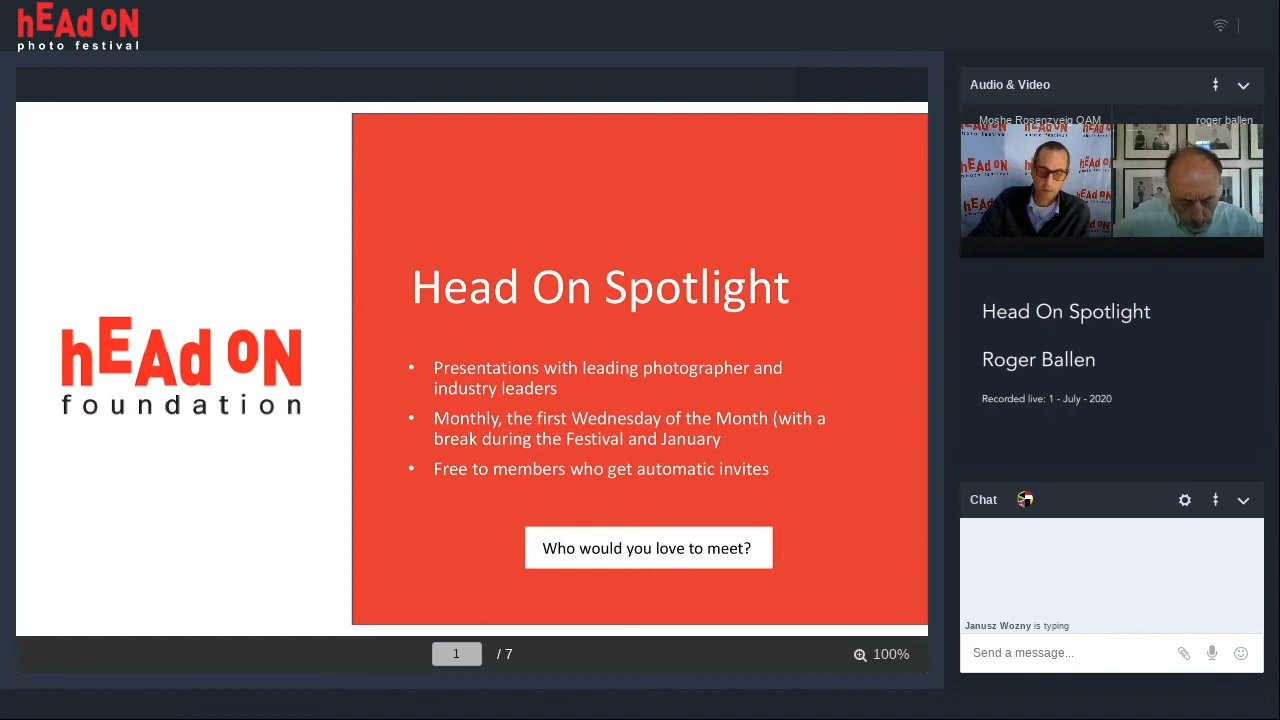 hEAd ON
photo festival
Audio & Video
Moshe Rosenzveig OAM
roger ballen
Head On Spotlight
• Presentations with leading photographer and
industry leaders
• Monthly, the first Wednesday of the Month (with a
break during the Festival and January
• Free to members who get automatic invites
Who would you love to meet?
hEAd ON
foundation
Head On Spotlight
Roger Ballen
Recorded live: 1 - July - 2020
Chat
Janusz Wozny is typing
Send a message...
1 / 7
100%